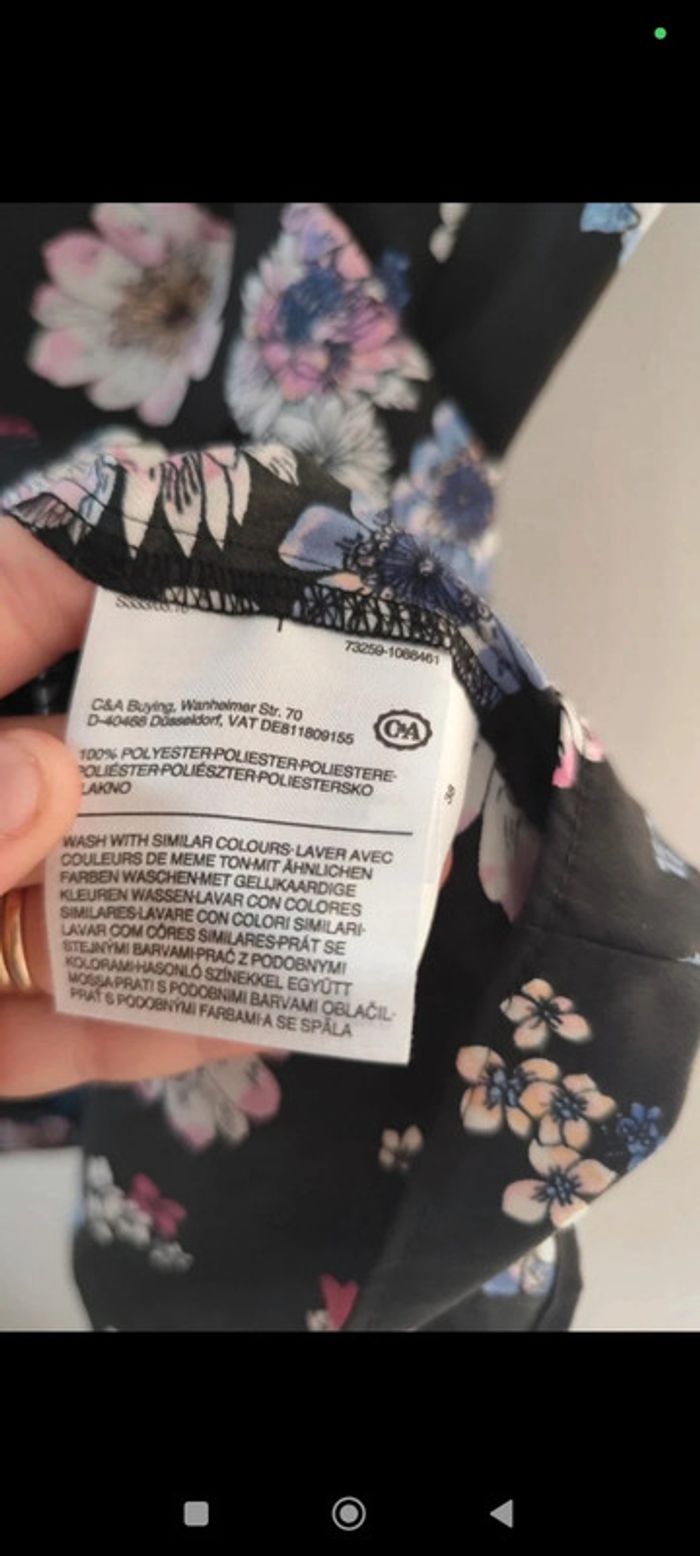 73259-1088461
C&A Buying, Wanheimer Str. 70
D-40468 Düsseldorf, VAT DE811809155
C&A
100% POLYESTER·POLIESTER·POLIESTERE·
POLIÉSTER·POLIÉSZTER·POLIESTERSKO
LAKNO
38
WASH WITH SIMILAR COLOURS·LAVER AVEC
COULEURS DE MEME TON·MIT ÄHNLICHEN
FARBEN WASCHEN·MET GELIJKAARDIGE
KLEUREN WASSEN·LAVAR CON COLORES
SIMILARES·LAVARE CON COLORI SIMILARI·
LAVAR COM CÔRES SIMILARES·PRÁT SE
STEJNÝMI BARVAMI·PRAĆ Z PODOBNYMI
KOLORAMI·HASONLÓ SZÍNEKKEL EGYÜTT
MOSSA·PRATI S PODOBNIMI BARVAMI OBLAČIL·
PRAŤ S PODOBNÝMI FARBAMI·A SE SPĂLA